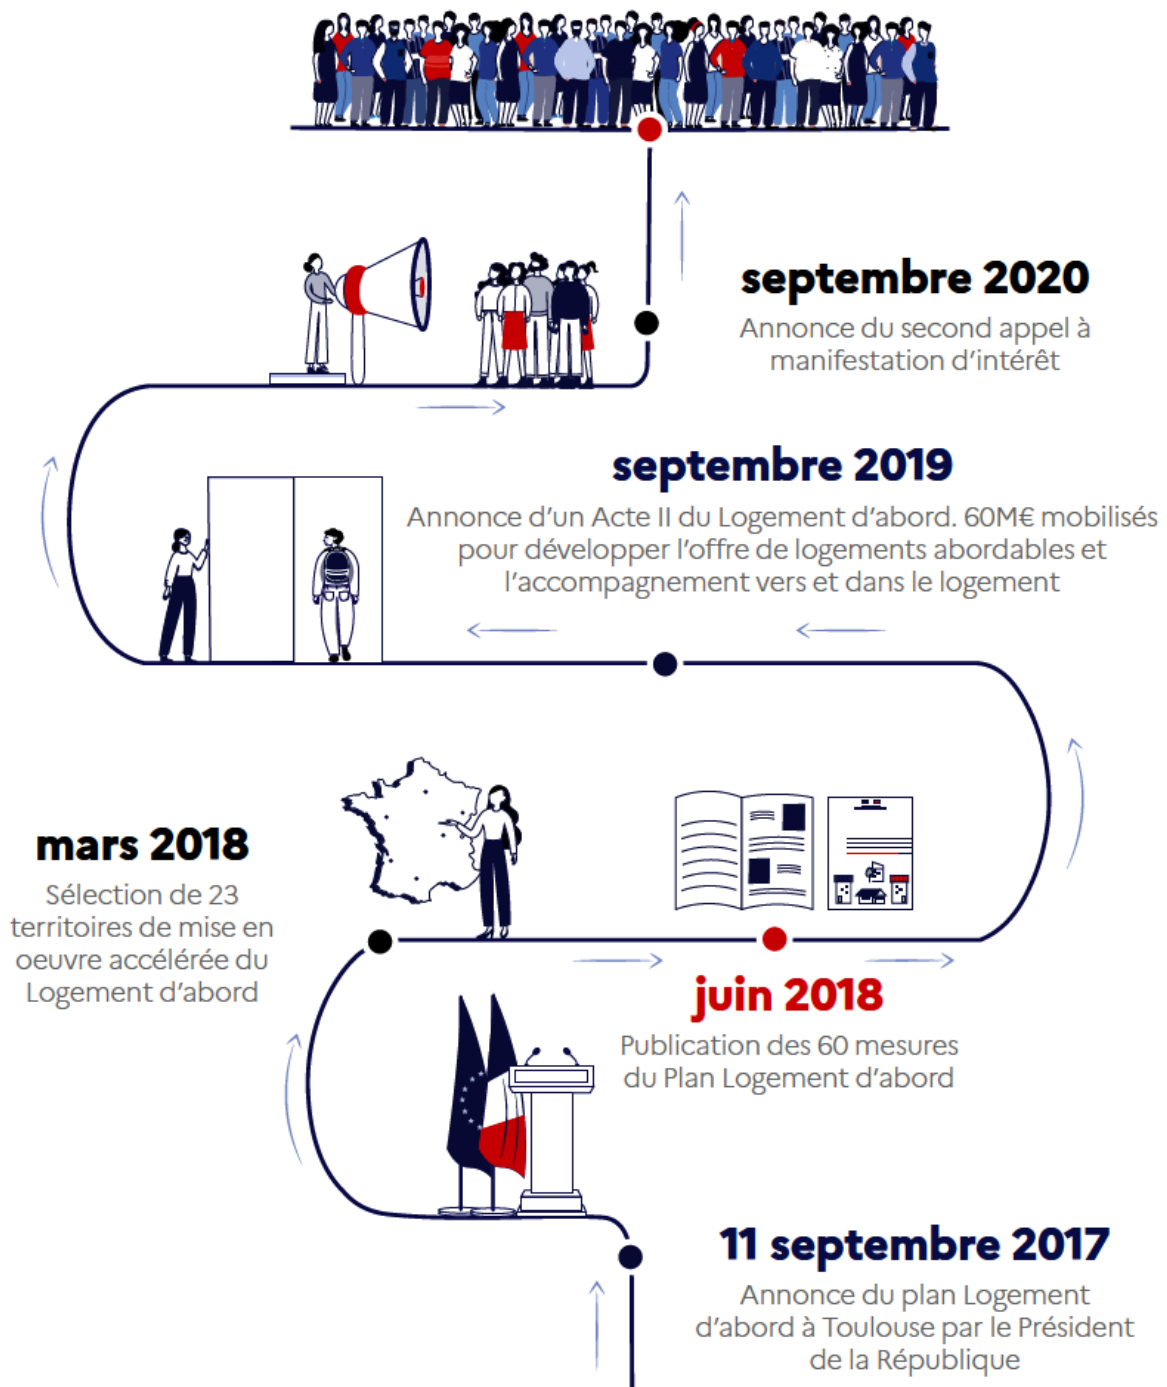 septembre 2020
Annonce du second appel à
manifestation d'intérêt
septembre 2019
Annonce d'un Acte II du Logement d'abord. 60M€ mobilisés
pour développer l'offre de logements abordables et
l'accompagnement vers et dans le logement
mars 2018
Sélection de 23
territoires de mise en
oeuvre accélérée du
Logement d'abord
juin 2018
Publication des 60 mesures
du Plan Logement d'abord
11 septembre 2017
Annonce du plan Logement
d'abord à Toulouse par le Président
de la République